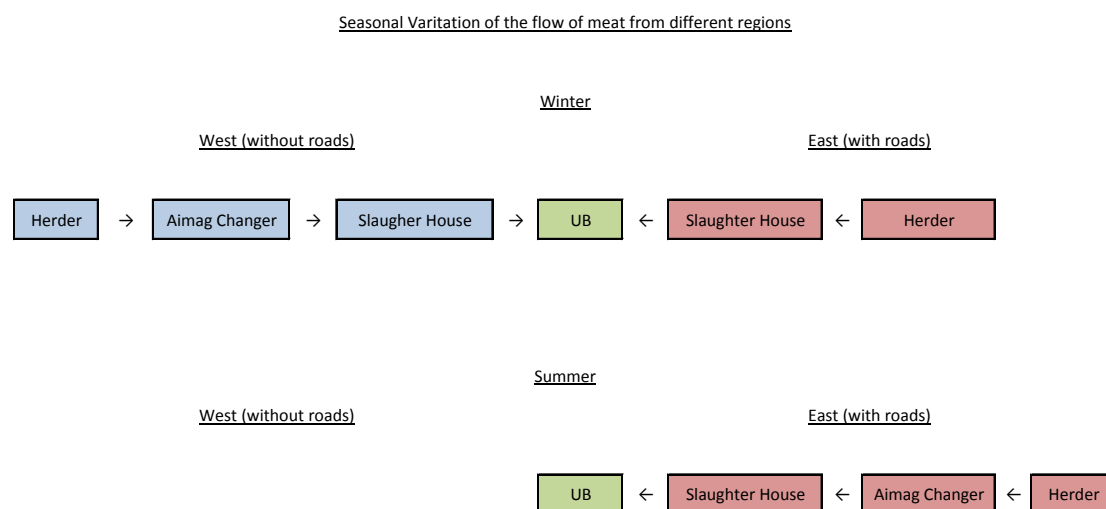 Seasonal Varitation of the flow of meat from different regions
Winter
West (without roads) East (with roads)
Herder → Aimag Changer → Slaugher House → UB ← Slaughter House ← Herder
Summer
West (without roads) East (with roads)
UB ← Slaughter House ← Aimag Changer ← Herder